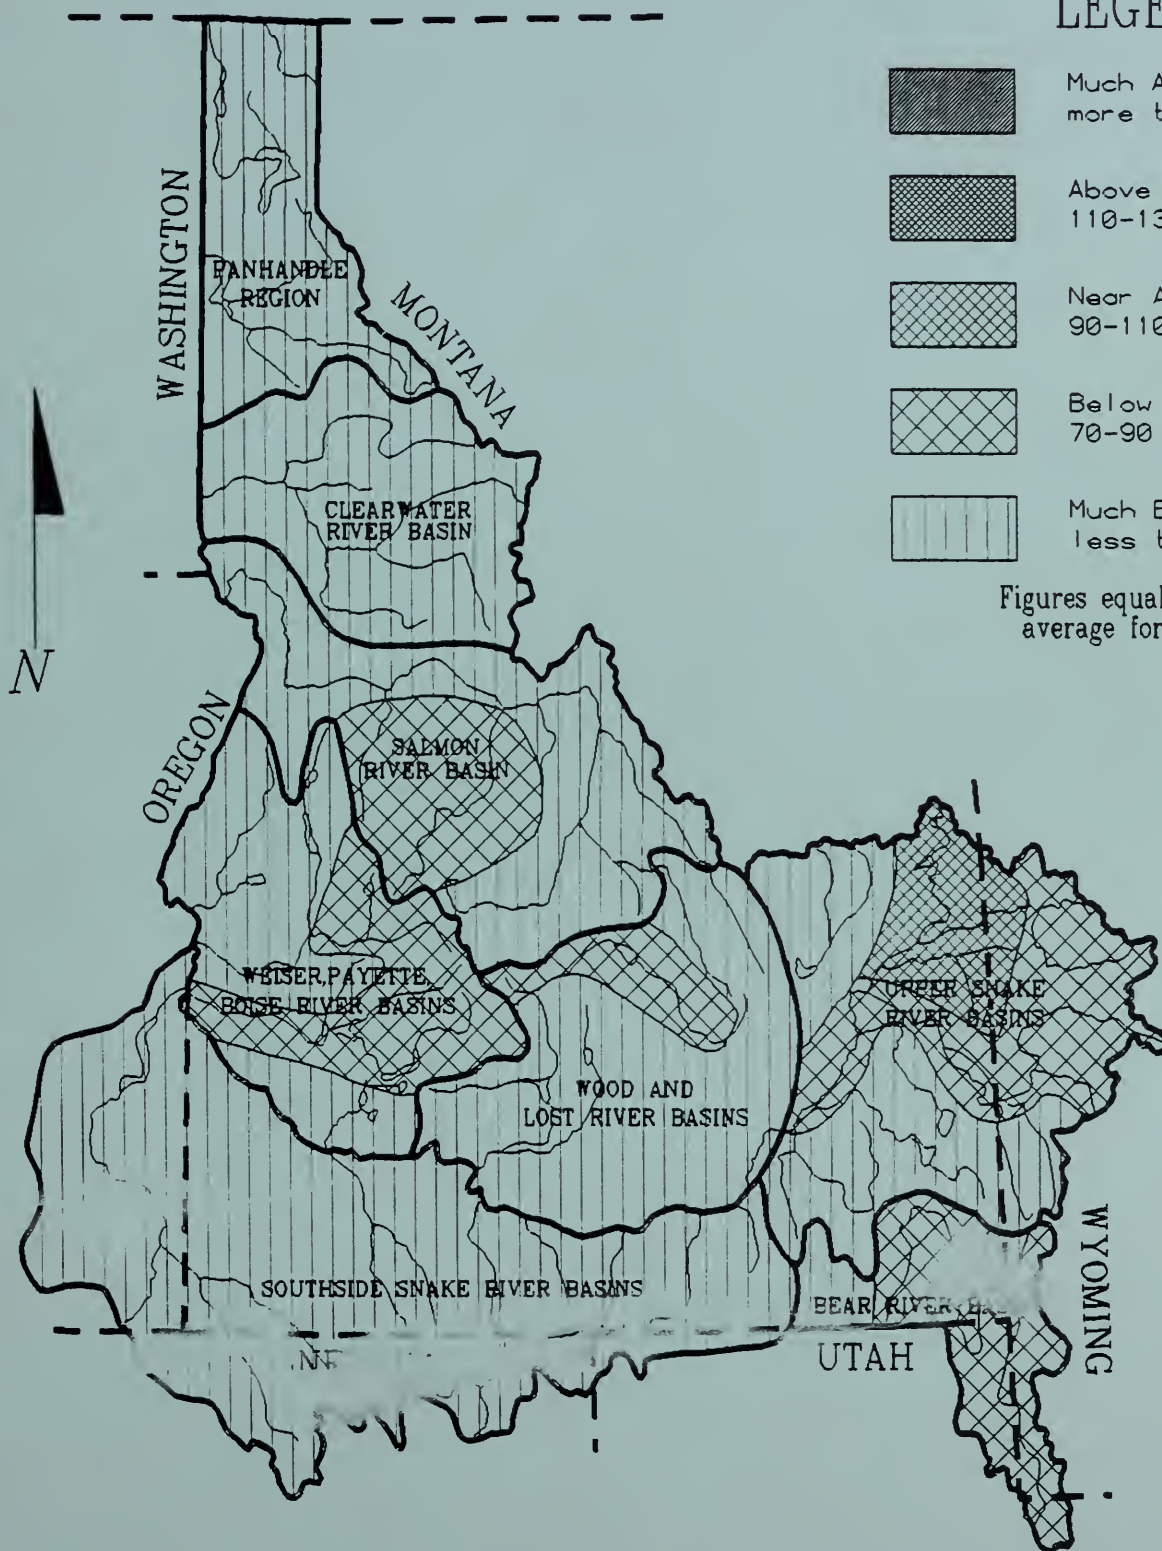 LEGE
Much A
more t
Above
110-13
Near A
90-110
Below
70-90
Much B
less t
Figures equal
average for
WASHINGTON
MONTANA
PANHANDLE
REGION
CLEARWATER
RIVER BASIN
N
OREGON
SALMON
RIVER BASIN
WEISER, PAYETTE,
BOISE RIVER BASINS
UPPER SNAKE
RIVER BASINS
WOOD AND
LOST RIVER BASINS
SOUTHSIDE SNAKE RIVER BASINS
BEAR RIVER
WYOMING
UTAH